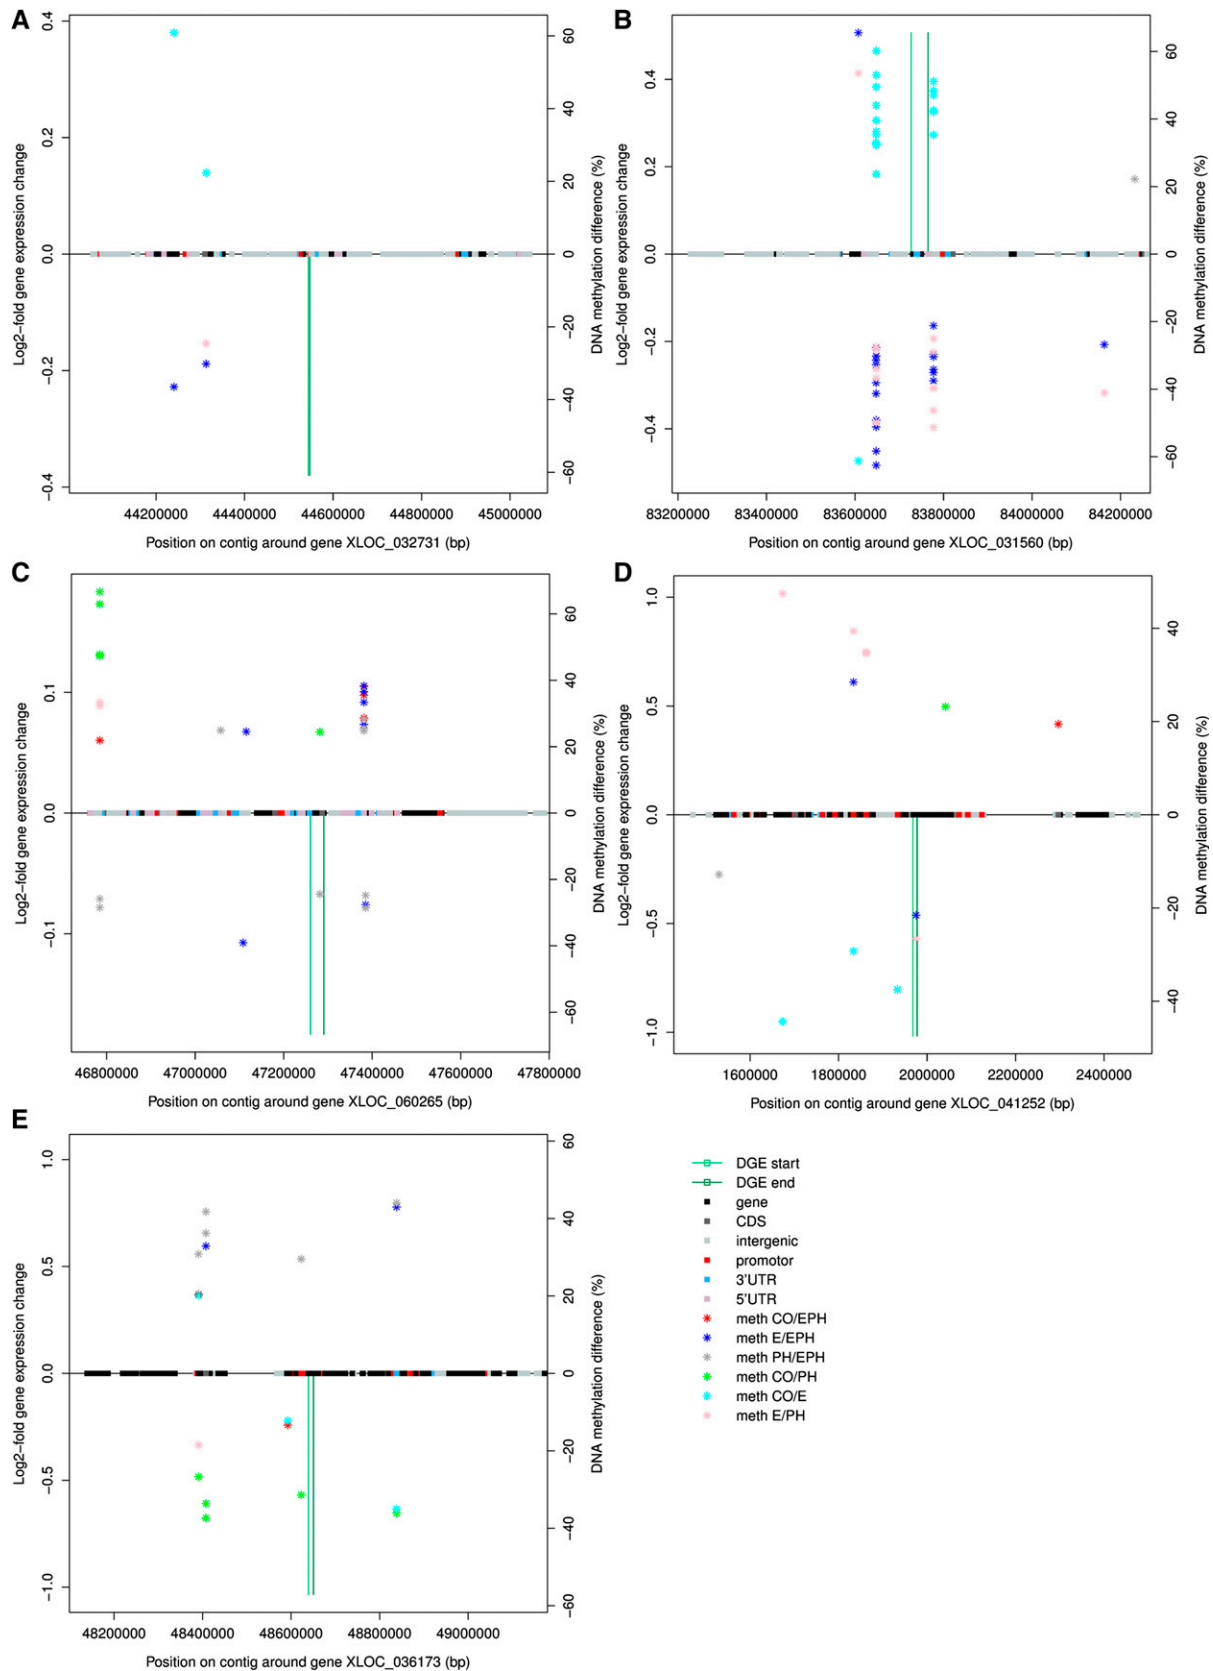 A
0.4
0.2
0.0
−0.2
−0.4
Log2−fold gene expression change
60
40
20
0
−20
−40
−60
DNA methylation difference (%)
44200000 44400000 44600000 44800000 45000000
Position on contig around gene XLOC_032731 (bp)
B
0.4
0.2
0.0
−0.2
−0.4
Log2−fold gene expression change
60
40
20
0
−20
−40
−60
DNA methylation difference (%)
83200000 83400000 83600000 83800000 84000000 84200000
Position on contig around gene XLOC_031560 (bp)
C
0.1
0.0
−0.1
Log2−fold gene expression change
60
40
20
0
−20
−40
−60
DNA methylation difference (%)
46800000 47000000 47200000 47400000 47600000 47800000
Position on contig around gene XLOC_060265 (bp)
D
1.0
0.5
0.0
−0.5
−1.0
Log2−fold gene expression change
40
20
0
−20
−40
DNA methylation difference (%)
1600000 1800000 2000000 2200000 2400000
Position on contig around gene XLOC_041252 (bp)
E
1.0
0.5
0.0
−0.5
−1.0
Log2−fold gene expression change
60
40
20
0
−20
−40
−60
DNA methylation difference (%)
48200000 48400000 48600000 48800000 49000000
Position on contig around gene XLOC_036173 (bp)
DGE start
DGE end
gene
CDS
intergenic
promotor
3'UTR
5'UTR
meth CO/EPH
meth E/EPH
meth PH/EPH
meth CO/PH
meth CO/E
meth E/PH